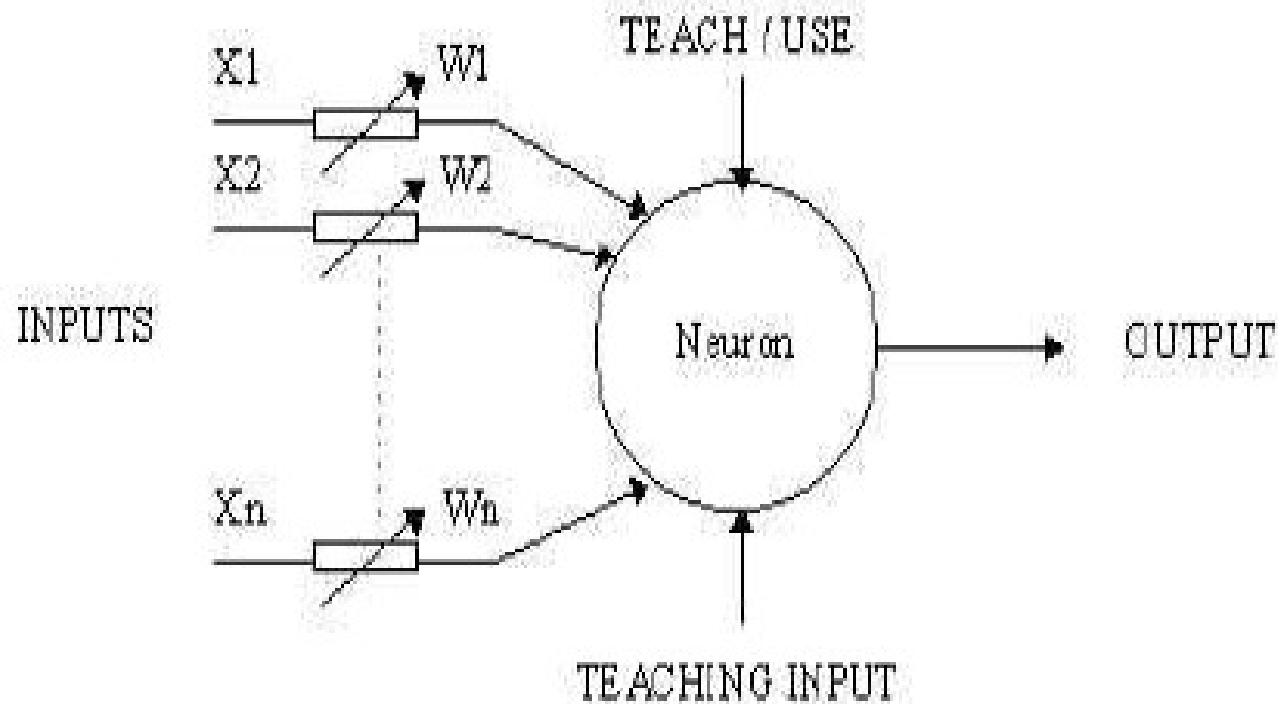 TEACH / USE
X1
W1
X2
W2
INPUTS
Neuron
OUTPUT
Xn
Wn
TEACHING INPUT